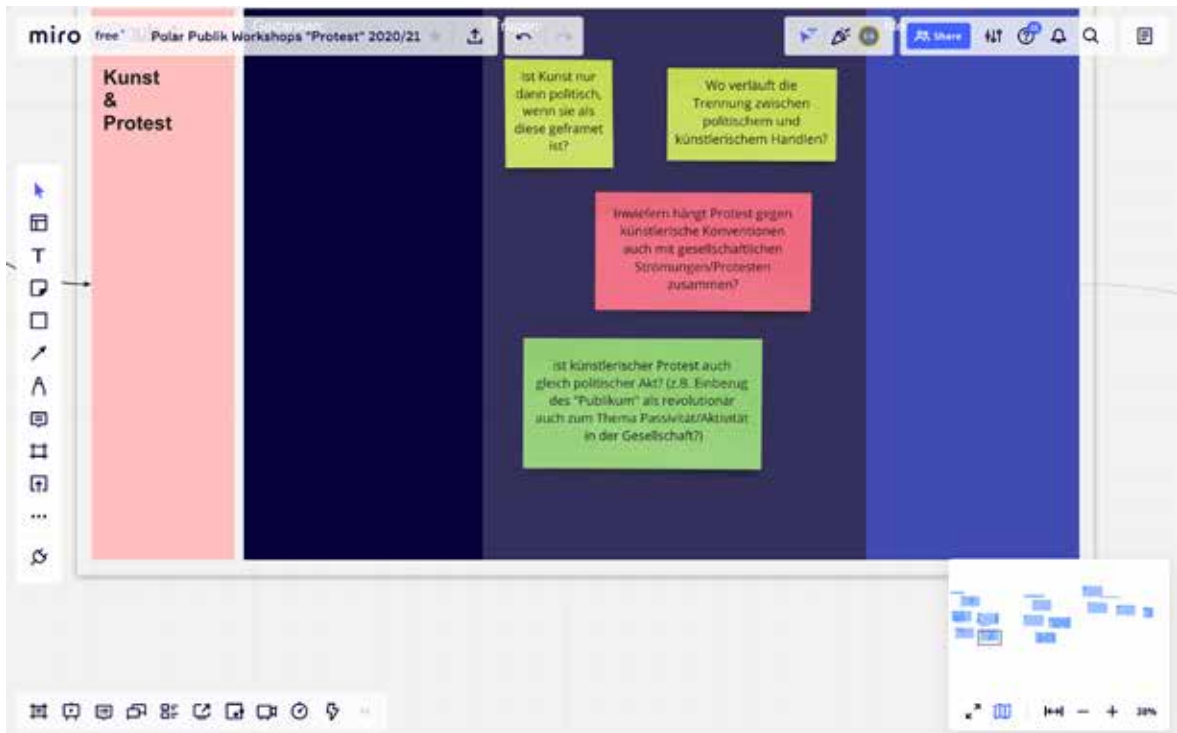 miro free® Polar Publik Workshops "Protest" 2020/21
Share
Kunst
&
Protest
ist Kunst nur
dann politisch,
wenn sie als
diese geframet
ist?
Wo verläuft die
Trennung zwischen
politischem und
künstlerischem Handlen?
Inwiefern hängt Protest gegen
künstlerische Konventionen
auch mit gesellschaftlichen
Strömungen/Protesten
zusammen?
ist künstlerischer Protest auch
gleich politischer Akt? (z.B. Einbezug
des "Publikum" als revolutionär
auch zum Thema Passivität/Aktivität
in der Gesellschaft?)
38%